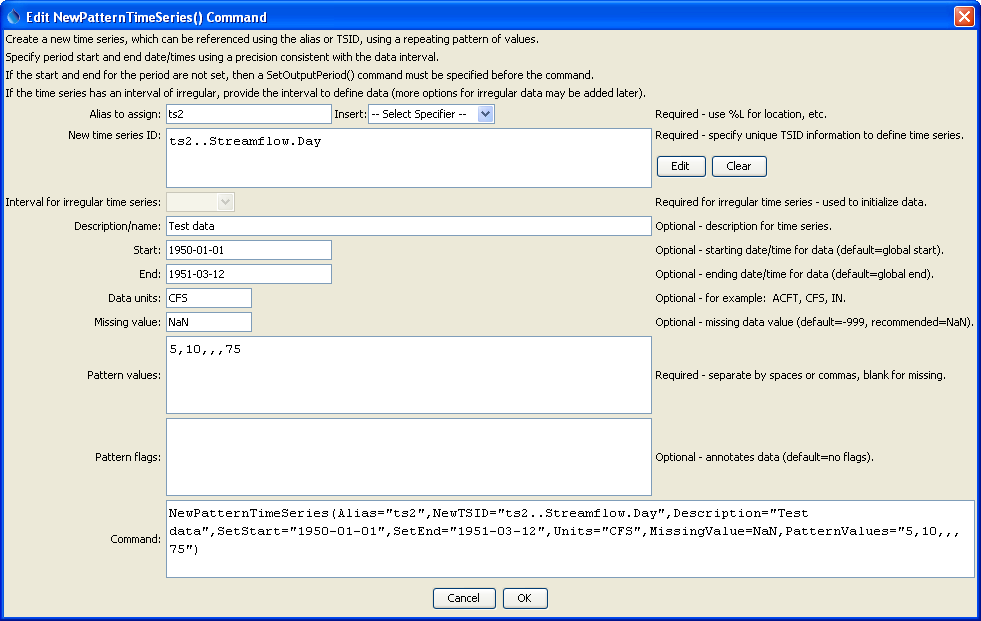 Edit NewPatternTimeSeries() Command
Create a new time series, which can be referenced using the alias or TSID, using a repeating pattern of values.
Specify period start and end date/times using a precision consistent with the data interval.
If the start and end for the period are not set, then a SetOutputPeriod() command must be specified before the command.
If the time series has an interval of irregular, provide the interval to define data (more options for irregular data may be added later).
Alias to assign: ts2 Insert: -- Select Specifier -- Required - use %L for location, etc.
New time series ID: ts2..Streamflow.Day Required - specify unique TSID information to define time series.
Edit Clear
Interval for irregular time series: Required for irregular time series - used to initialize data.
Description/name: Test data Optional - description for time series.
Start: 1950-01-01 Optional - starting date/time for data (default=global start).
End: 1951-03-12 Optional - ending date/time for data (default=global end).
Data units: CFS Optional - for example: ACFT, CFS, IN.
Missing value: NaN Optional - missing data value (default=-999, recommended=NaN).
Pattern values: 5,10,,,75 Required - separate by spaces or commas, blank for missing.
Pattern flags: Optional - annotates data (default=no flags).
Command: NewPatternTimeSeries(Alias="ts2",NewTSID="ts2..Streamflow.Day",Description="Test
data",SetStart="1950-01-01",SetEnd="1951-03-12",Units="CFS",MissingValue=NaN,PatternValues="5,10,,,
75")
Cancel OK